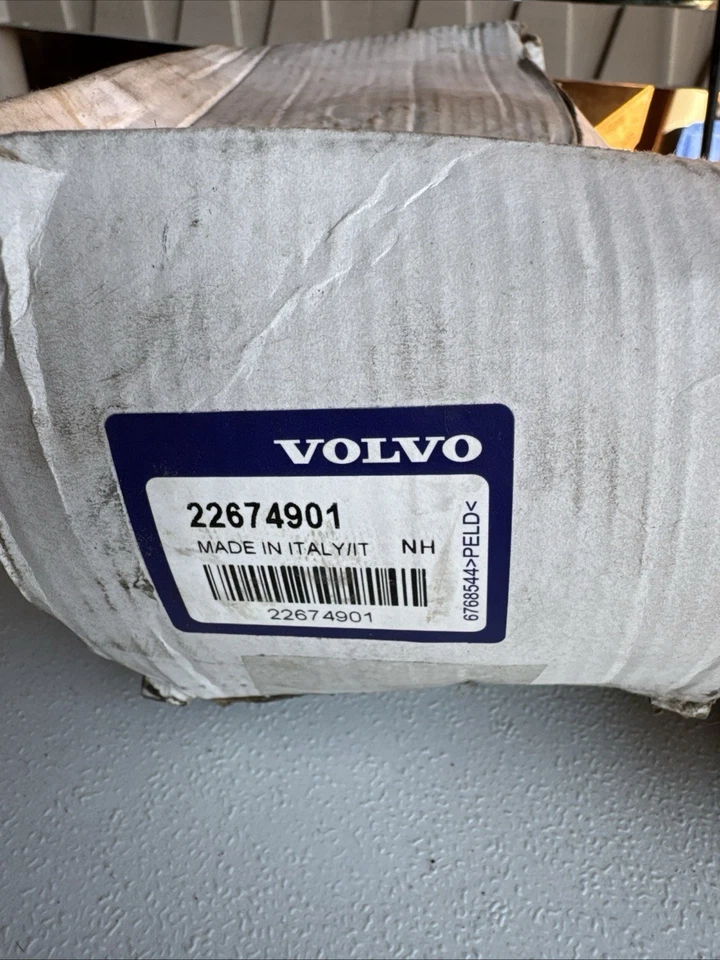 VOLVO
22674901
MADE IN ITALY/IT NH
22674901
6768544>PELD<